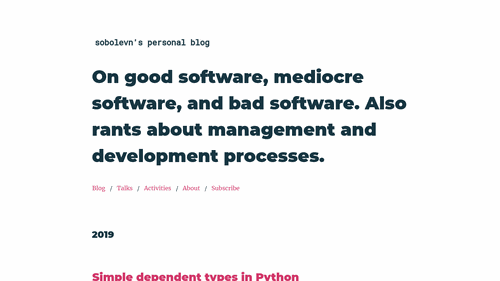 sobolevn's personal blog
On good software, mediocre
software, and bad software. Also
rants about management and
development processes.
Blog / Talks / Activities / About / Subscribe
2019
Simple dependent types in Python